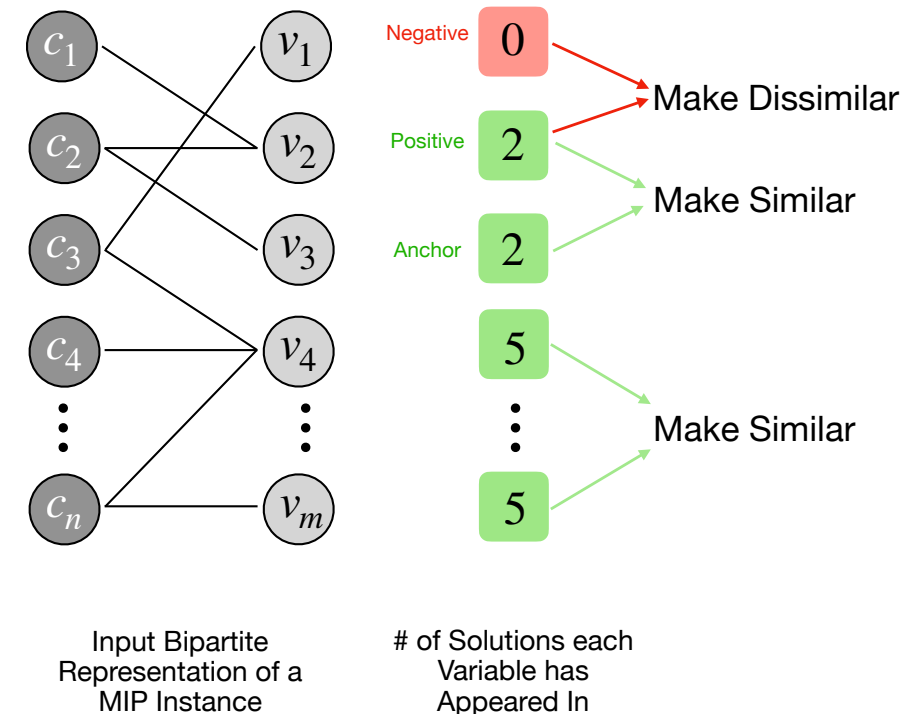 c1
v1
Negative
0
Make Dissimilar
c2
v2
Positive
2
Make Similar
c3
v3
Anchor
2
c4
v4
5
Make Similar
cn
vm
5
Input Bipartite
Representation of a
MIP Instance
# of Solutions each
Variable has
Appeared In